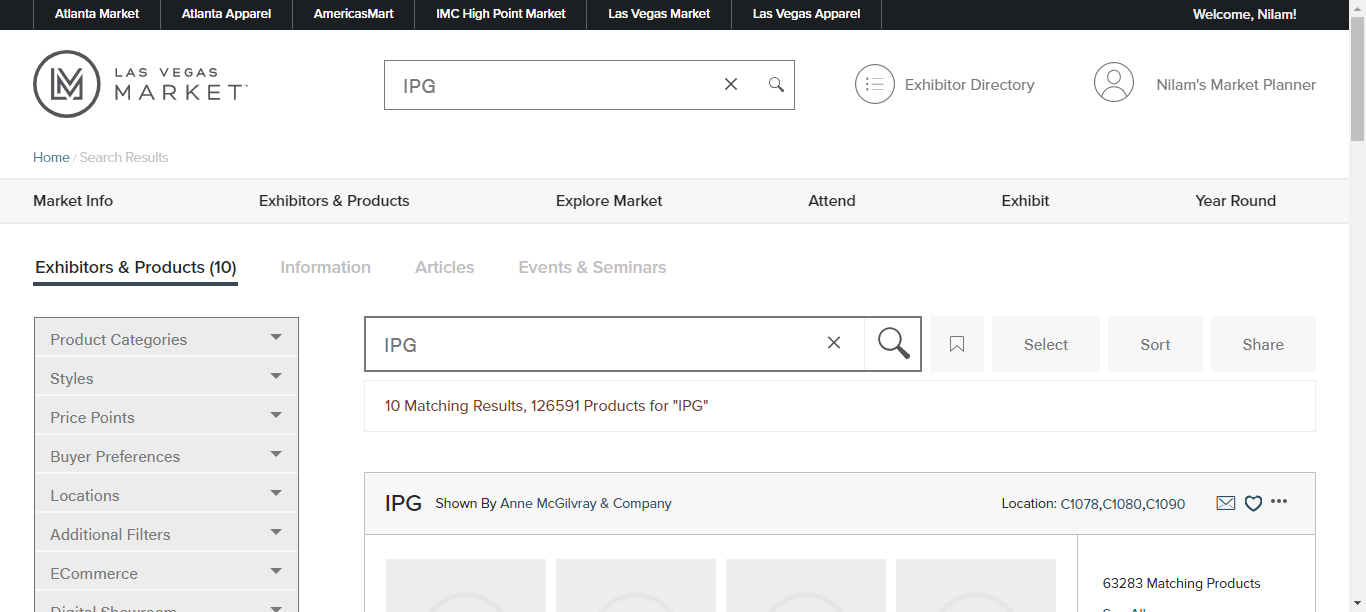 Atlanta Market Atlanta Apparel AmericasMart IMC High Point Market Las Vegas Market Las Vegas Apparel Welcome, Nilam!
LAS VEGAS
MARKET
IPG
Exhibitor Directory
Nilam's Market Planner
Home / Search Results
Market Info Exhibitors & Products Explore Market Attend Exhibit Year Round
Exhibitors & Products (10) Information Articles Events & Seminars
Product Categories
Styles
Price Points
Buyer Preferences
Locations
Additional Filters
ECommerce
Digital Showroom
IPG
Select Sort Share
10 Matching Results, 126591 Products for "IPG"
IPG Shown By Anne McGilvray & Company Location: C1078,C1080,C1090
63283 Matching Products
See All